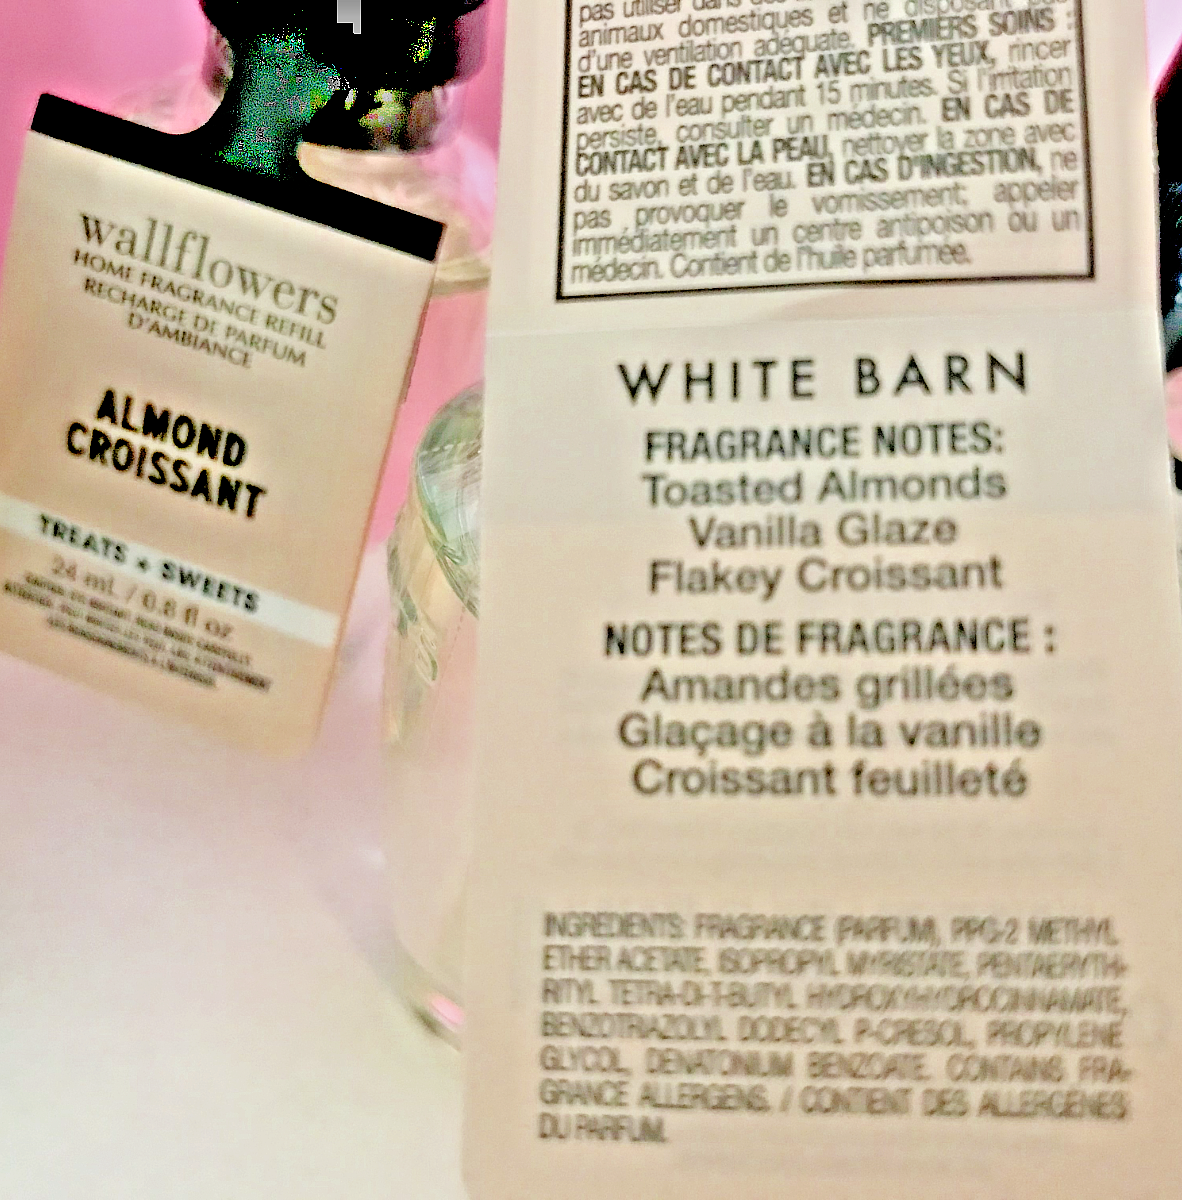 wallflowers
HOME FRAGRANCE REFILL
RECHARGE DE PARFUM
D'AMBIANCE
ALMOND
CROISSANT
TREATS + SWEETS
24 mL / 0.8 fl oz
pas utiliser dans des
animaux domestiques et ne disposant pas
d'une ventilation adéquate. PREMIERS SOINS :
EN CAS DE CONTACT AVEC LES YEUX, rincer
avec de l'eau pendant 15 minutes. Si l'irritation
persiste, consulter un médecin. EN CAS DE
CONTACT AVEC LA PEAU, nettoyer la zone avec
du savon et de l'eau. EN CAS D'INGESTION, ne
pas provoquer le vomissement; appeler
immédiatement un centre antipoison ou un
médecin. Contient de l'huile parfumée.
WHITE BARN
FRAGRANCE NOTES:
Toasted Almonds
Vanilla Glaze
Flakey Croissant
NOTES DE FRAGRANCE :
Amandes grillées
Glaçage à la vanille
Croissant feuilleté
INGREDIENTS: FRAGRANCE (PARFUM), PPG-2 METHYL
ETHER ACETATE, ISOPROPYL MYRISTATE, PENTAERYTH-
RITYL TETRA-DI-T-BUTYL HYDROXYHYDROCINNAMATE,
BENZOTRIAZOLYL DODECYL P-CRESOL, PROPYLENE
GLYCOL, DENATONIUM BENZOATE. CONTAINS FRA-
GRANCE ALLERGENS. / CONTIENT DES ALLERGÈNES
DU PARFUM.